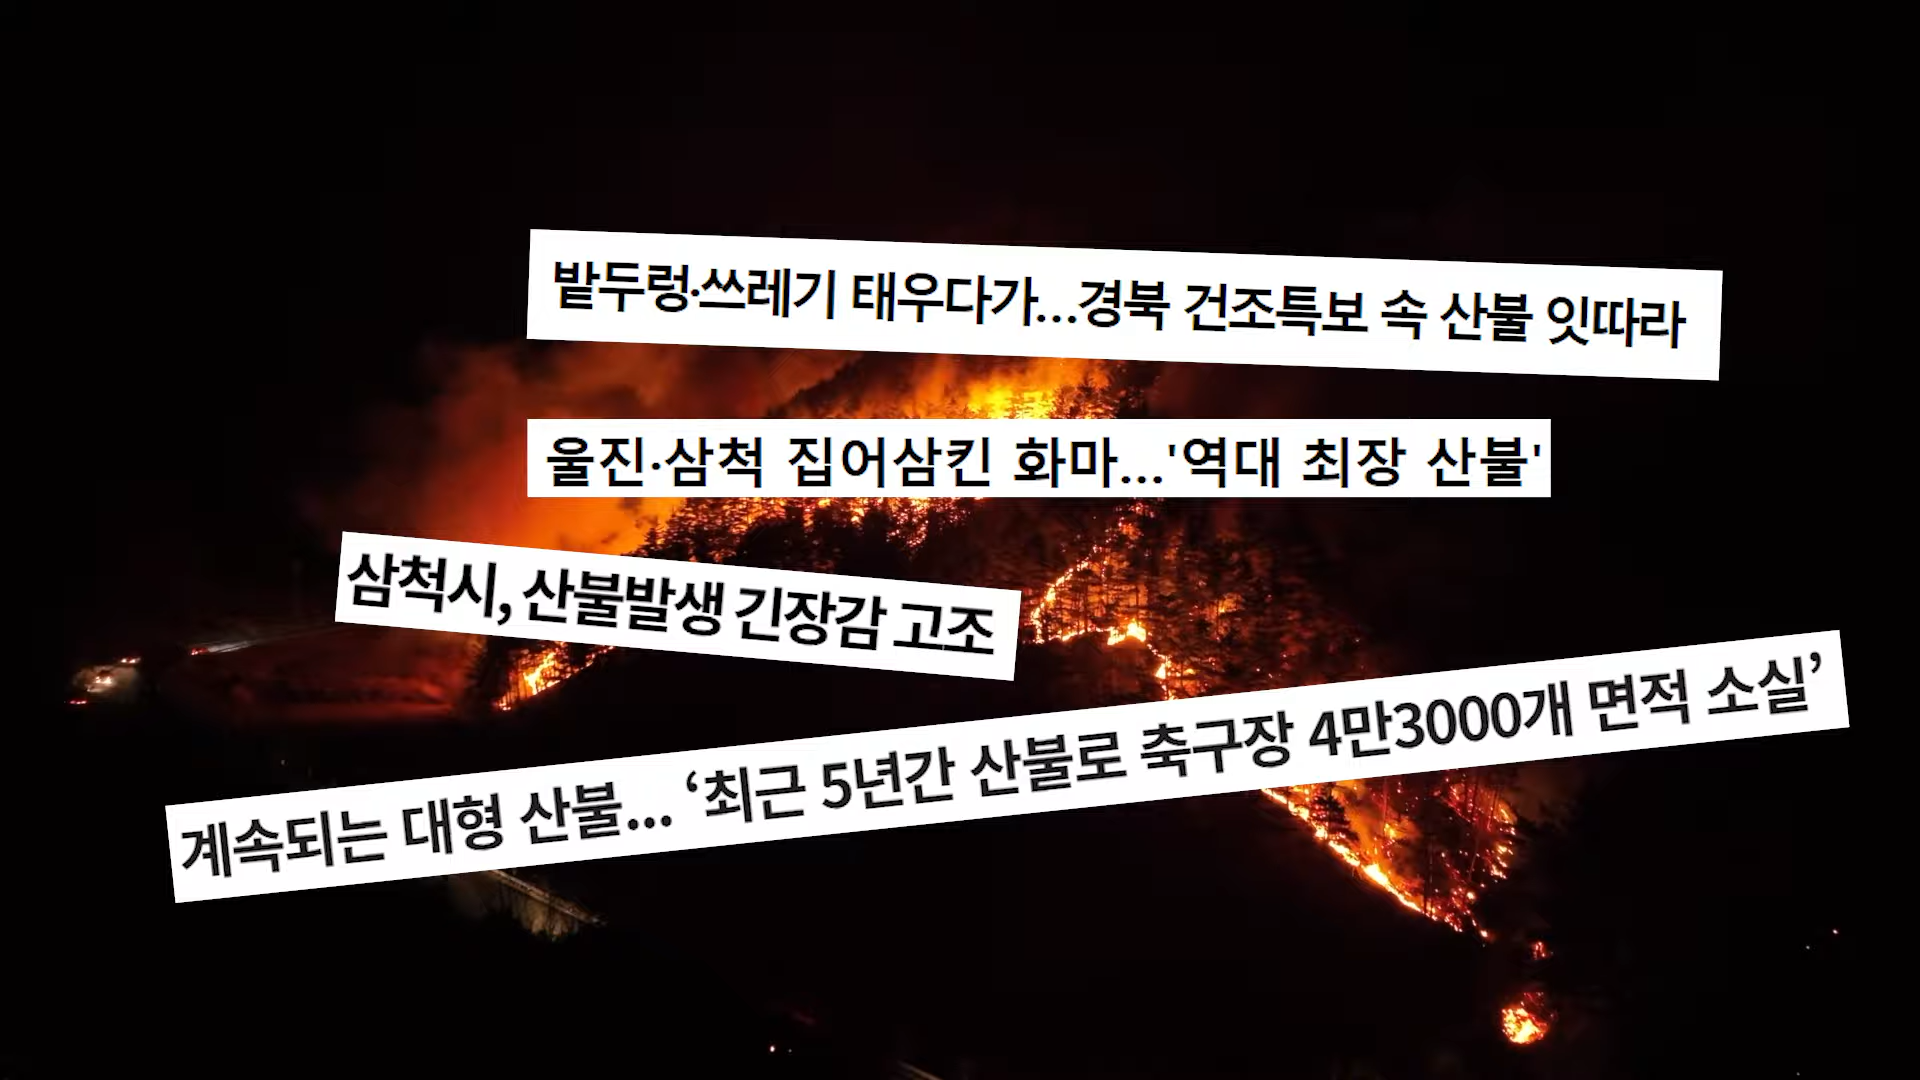 밭두렁·쓰레기 태우다가...경북 건조특보 속 산불 잇따라
울진·삼척 집어삼킨 화마...'역대 최장 산불'
삼척시, 산불발생 긴장감 고조
계속되는 대형 산불... ‘최근 5년간 산불로 축구장 4만3000개 면적 소실’